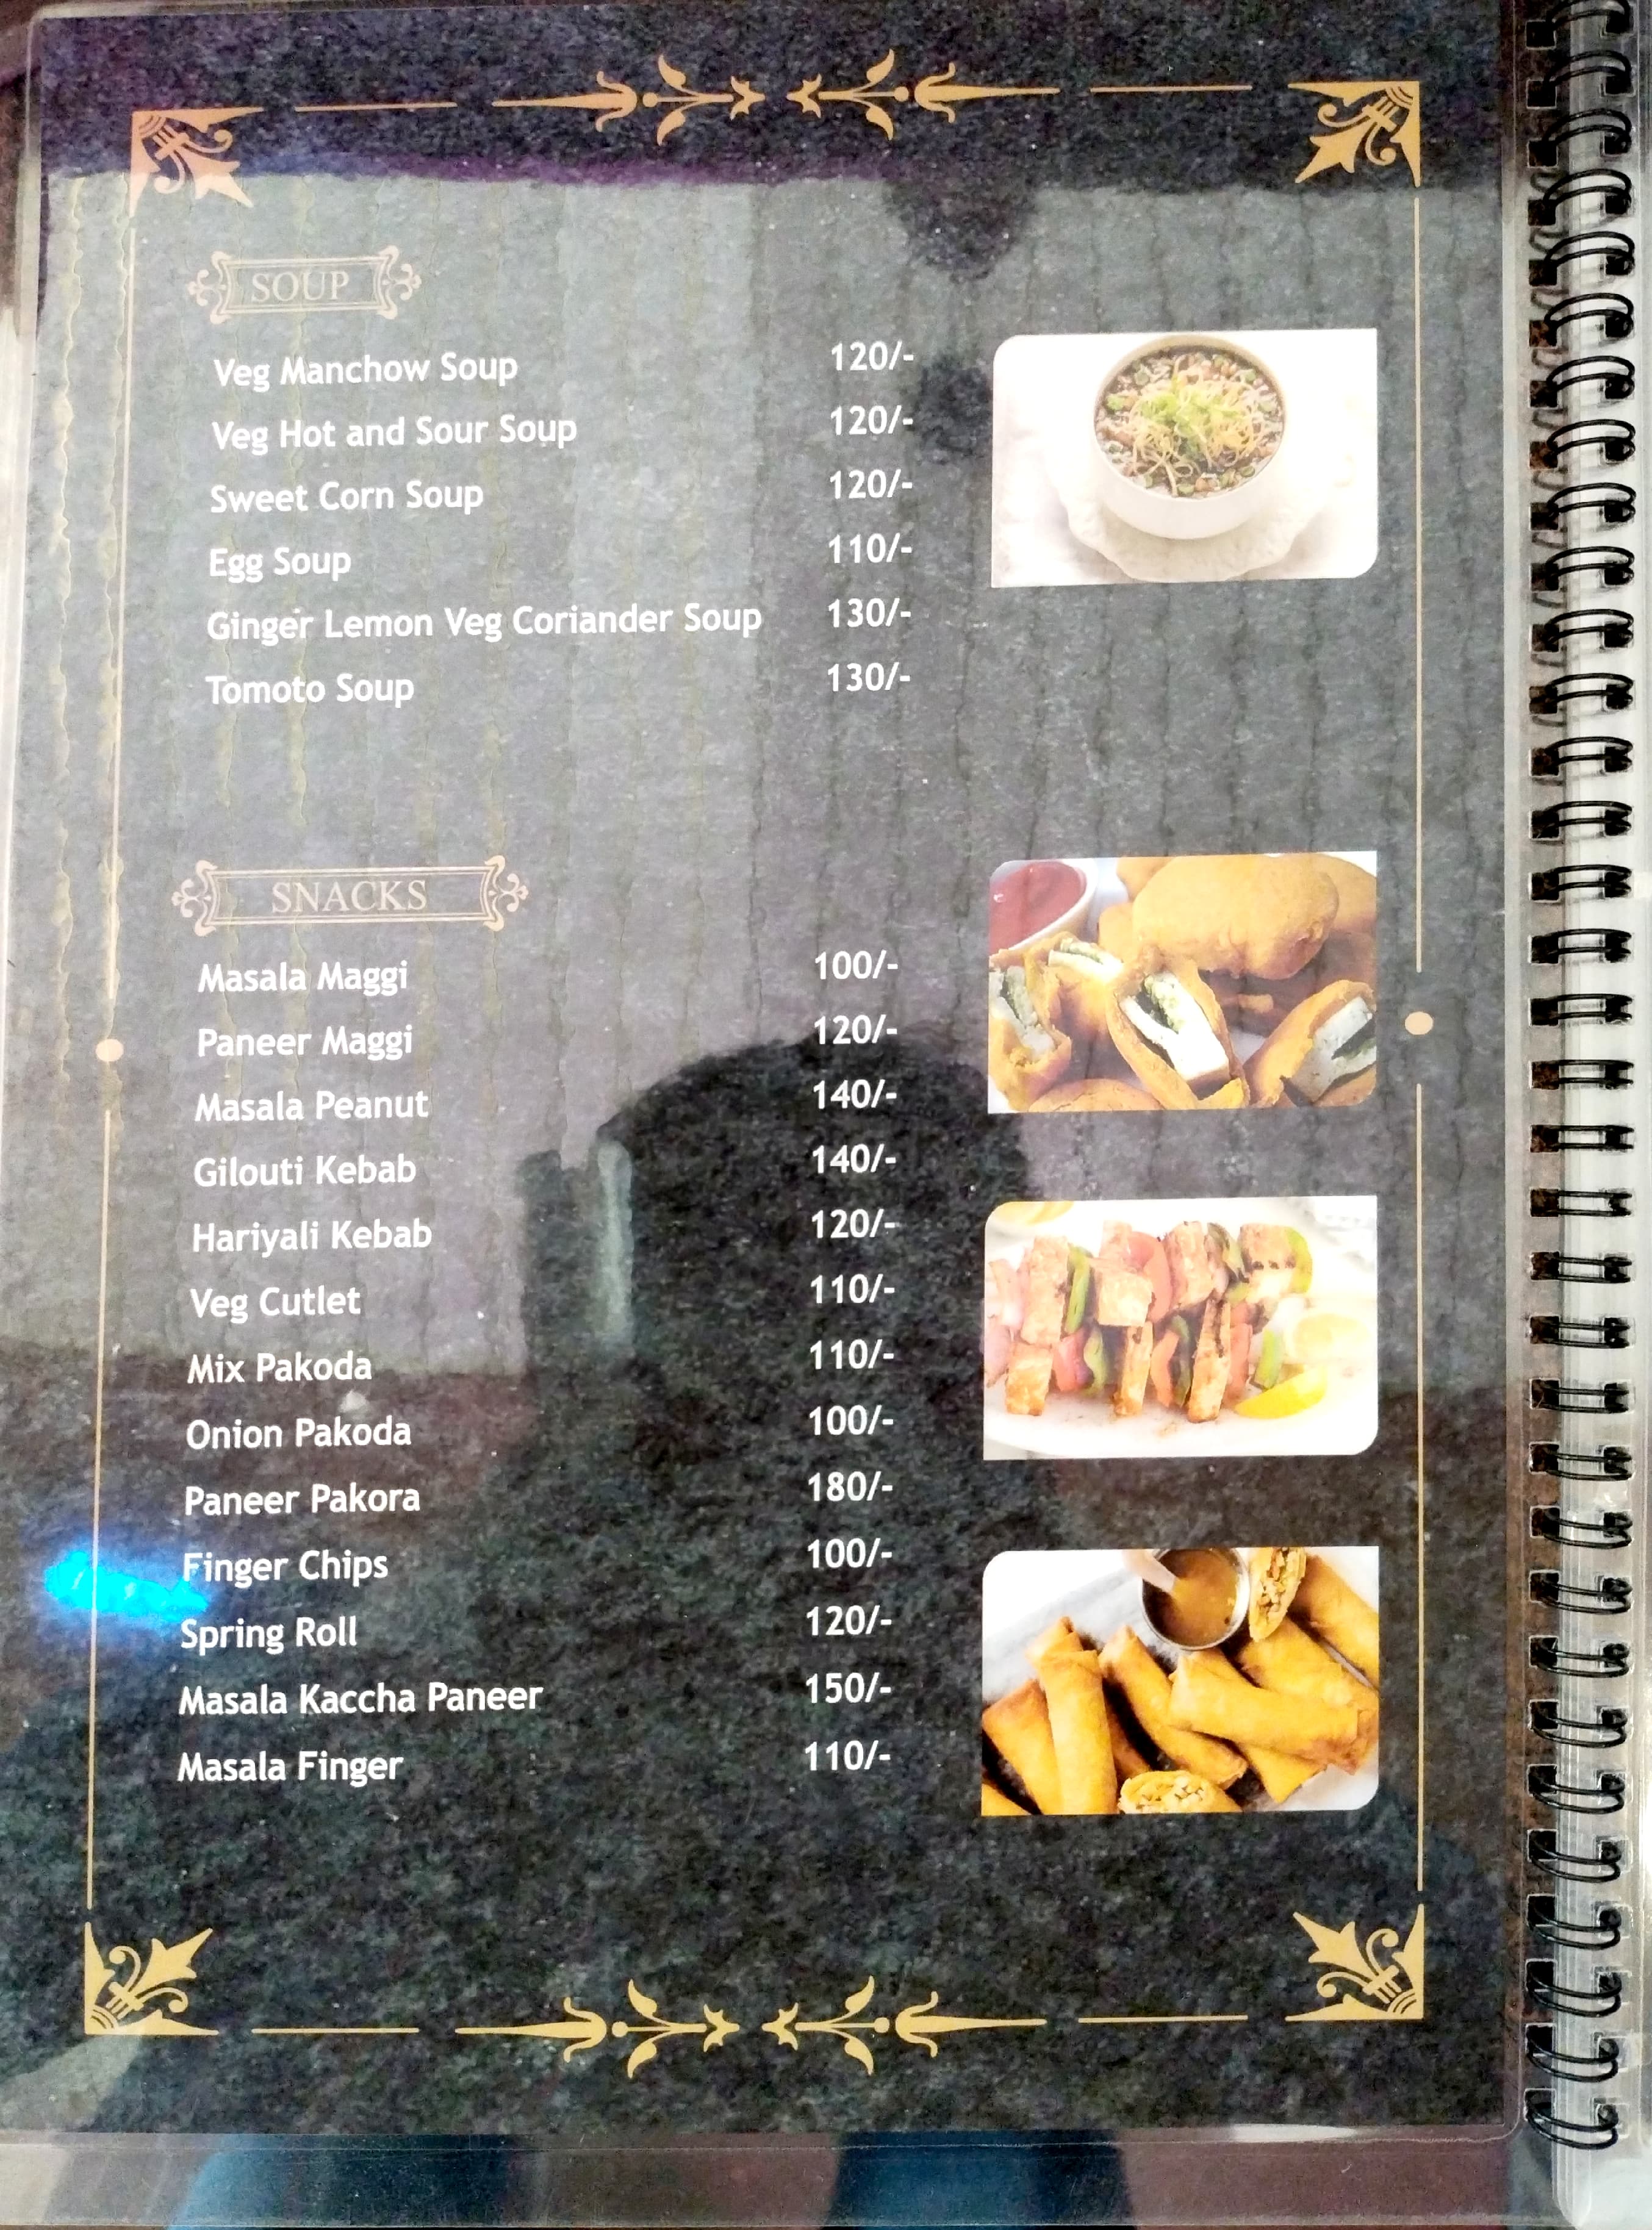 SOUP
Veg Manchow Soup 120/-
Veg Hot and Sour Soup 120/-
Sweet Corn Soup 120/-
Egg Soup 110/-
Ginger Lemon Veg Coriander Soup 130/-
Tomoto Soup 130/-
SNACKS
Masala Maggi 100/-
Paneer Maggi 120/-
Masala Peanut 140/-
Gilouti Kebab 140/-
Hariyali Kebab 120/-
Veg Cutlet 110/-
Mix Pakoda 110/-
Onion Pakoda 100/-
Paneer Pakora 180/-
Finger Chips 100/-
Spring Roll 120/-
Masala Kaccha Paneer 150/-
Masala Finger 110/-